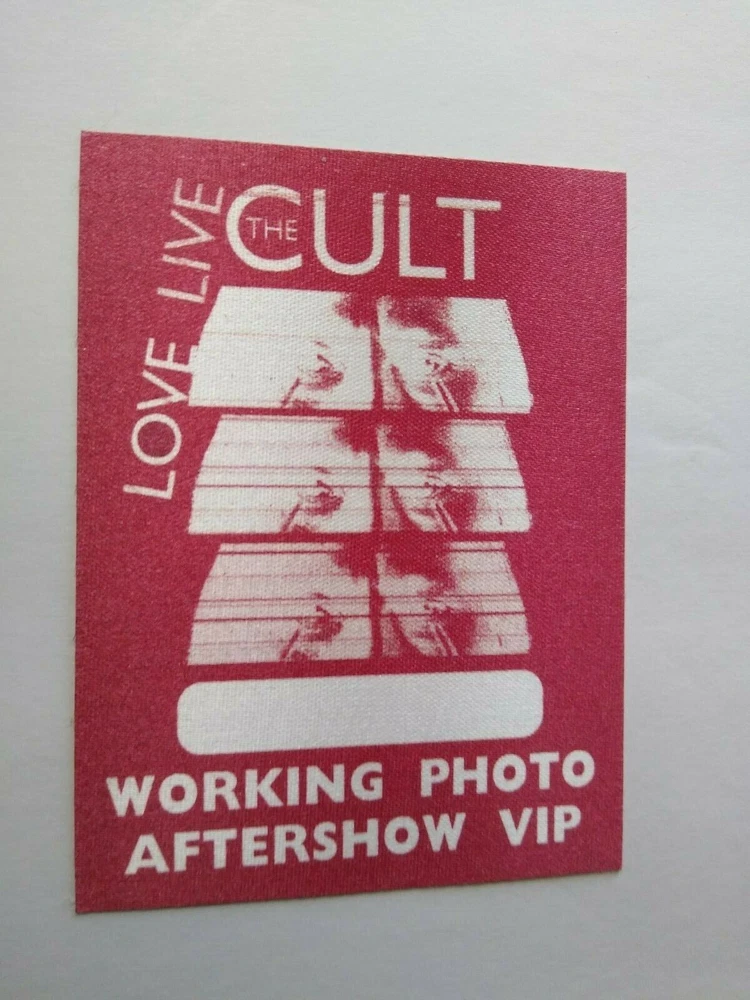 THE CULT
LOVE LIVE
WORKING PHOTO
AFTERSHOW VIP